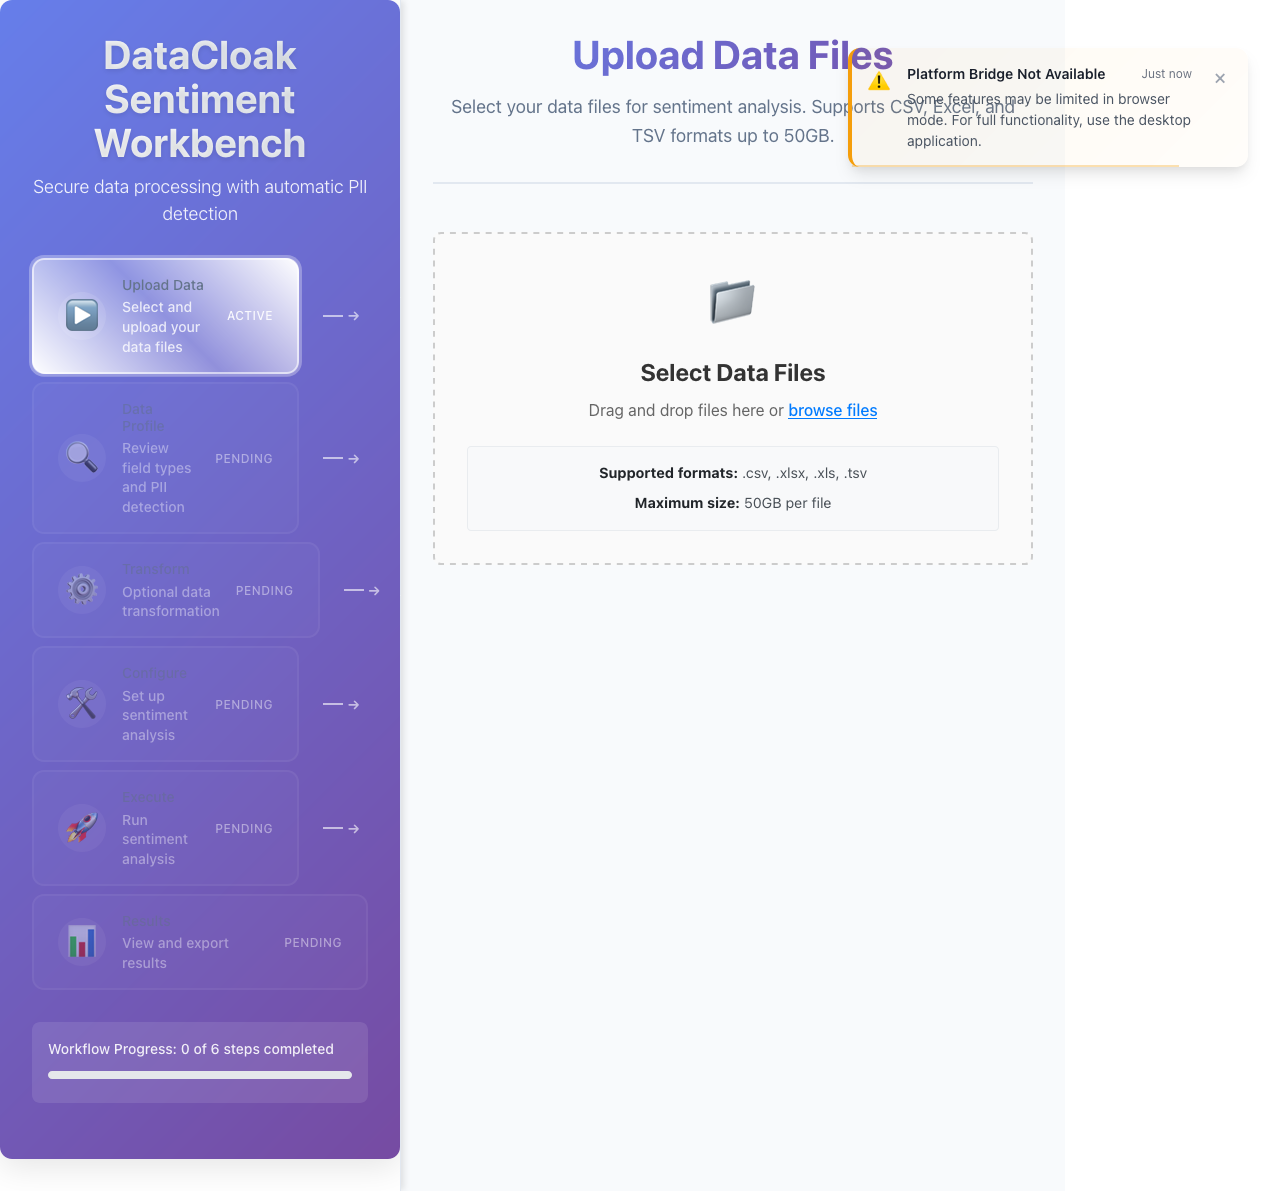 DataCloak
Sentiment
Workbench
Secure data processing with automatic PII
detection
Upload Data
Select and
upload your
data files
ACTIVE
Data
Profile
Review
field types
and PII
detection
PENDING
Transform
Optional data
transformation
PENDING
Configure
Set up
sentiment
analysis
PENDING
Run
sentiment
analysis
PENDING
View and export
results
PENDING
Workflow Progress: 0 of 6 steps completed
Upload Data Files
Select your data files for sentiment analysis. Supports CSV, Excel, and
TSV formats up to 50GB.
Platform Bridge Not Available
Just now
Some features may be limited in browser
mode. For full functionality, use the desktop
application.
Select Data Files
Drag and drop files here or browse files
Supported formats: .csv, .xlsx, .xls, .tsv
Maximum size: 50GB per file